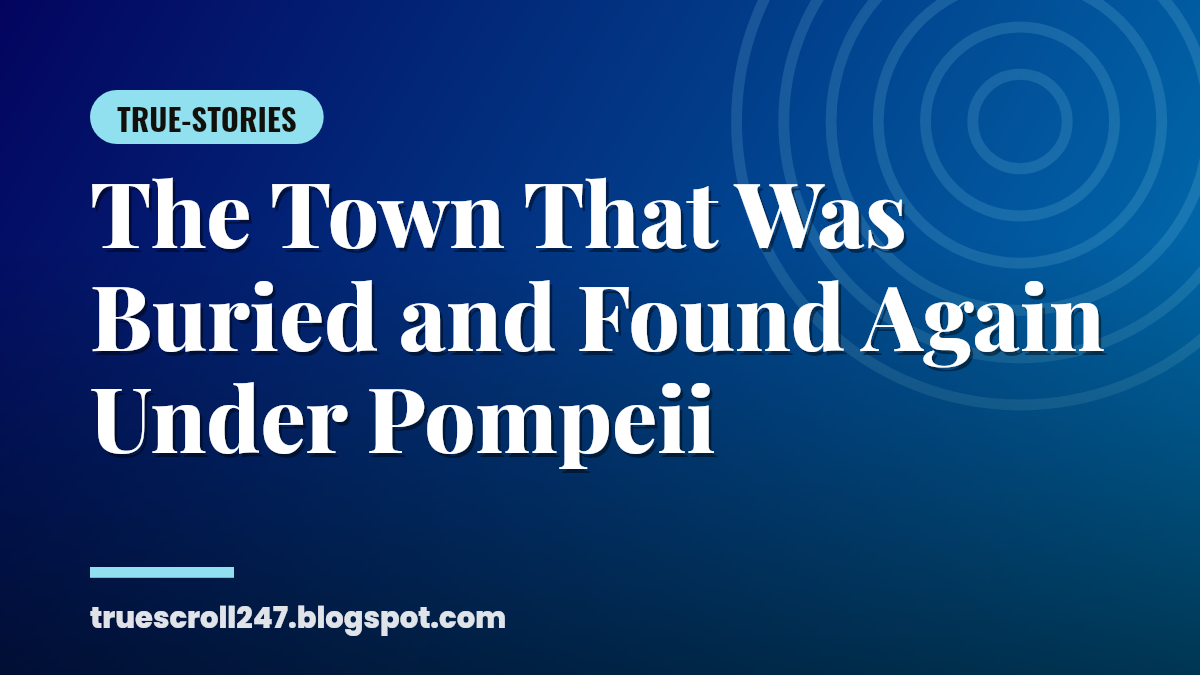 TRUE-STORIES
The Town That Was
Buried and Found Again
Under Pompeii
truescroll247.blogspot.com